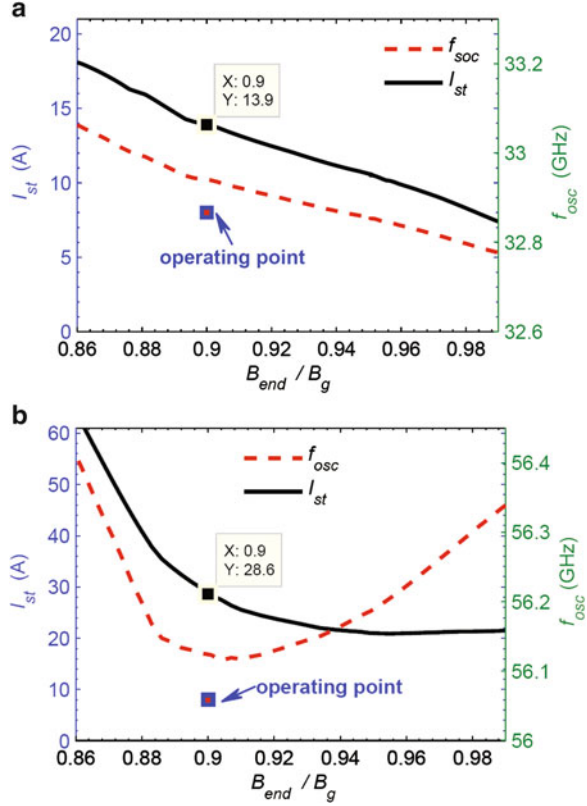 a
20
15
10
5
0
I_st (A)
f_soc
I_st
X: 0.9
Y: 13.9
operating point
33.2
33
32.8
32.6
f_osc (GHz)
0.86 0.88 0.9 0.92 0.94 0.96 0.98
B_end / B_g
b
60
50
40
30
20
10
0
I_st (A)
f_osc
I_st
X: 0.9
Y: 28.6
operating point
56.4
56.3
56.2
56.1
56
f_osc (GHz)
0.86 0.88 0.9 0.92 0.94 0.96 0.98
B_end / B_g